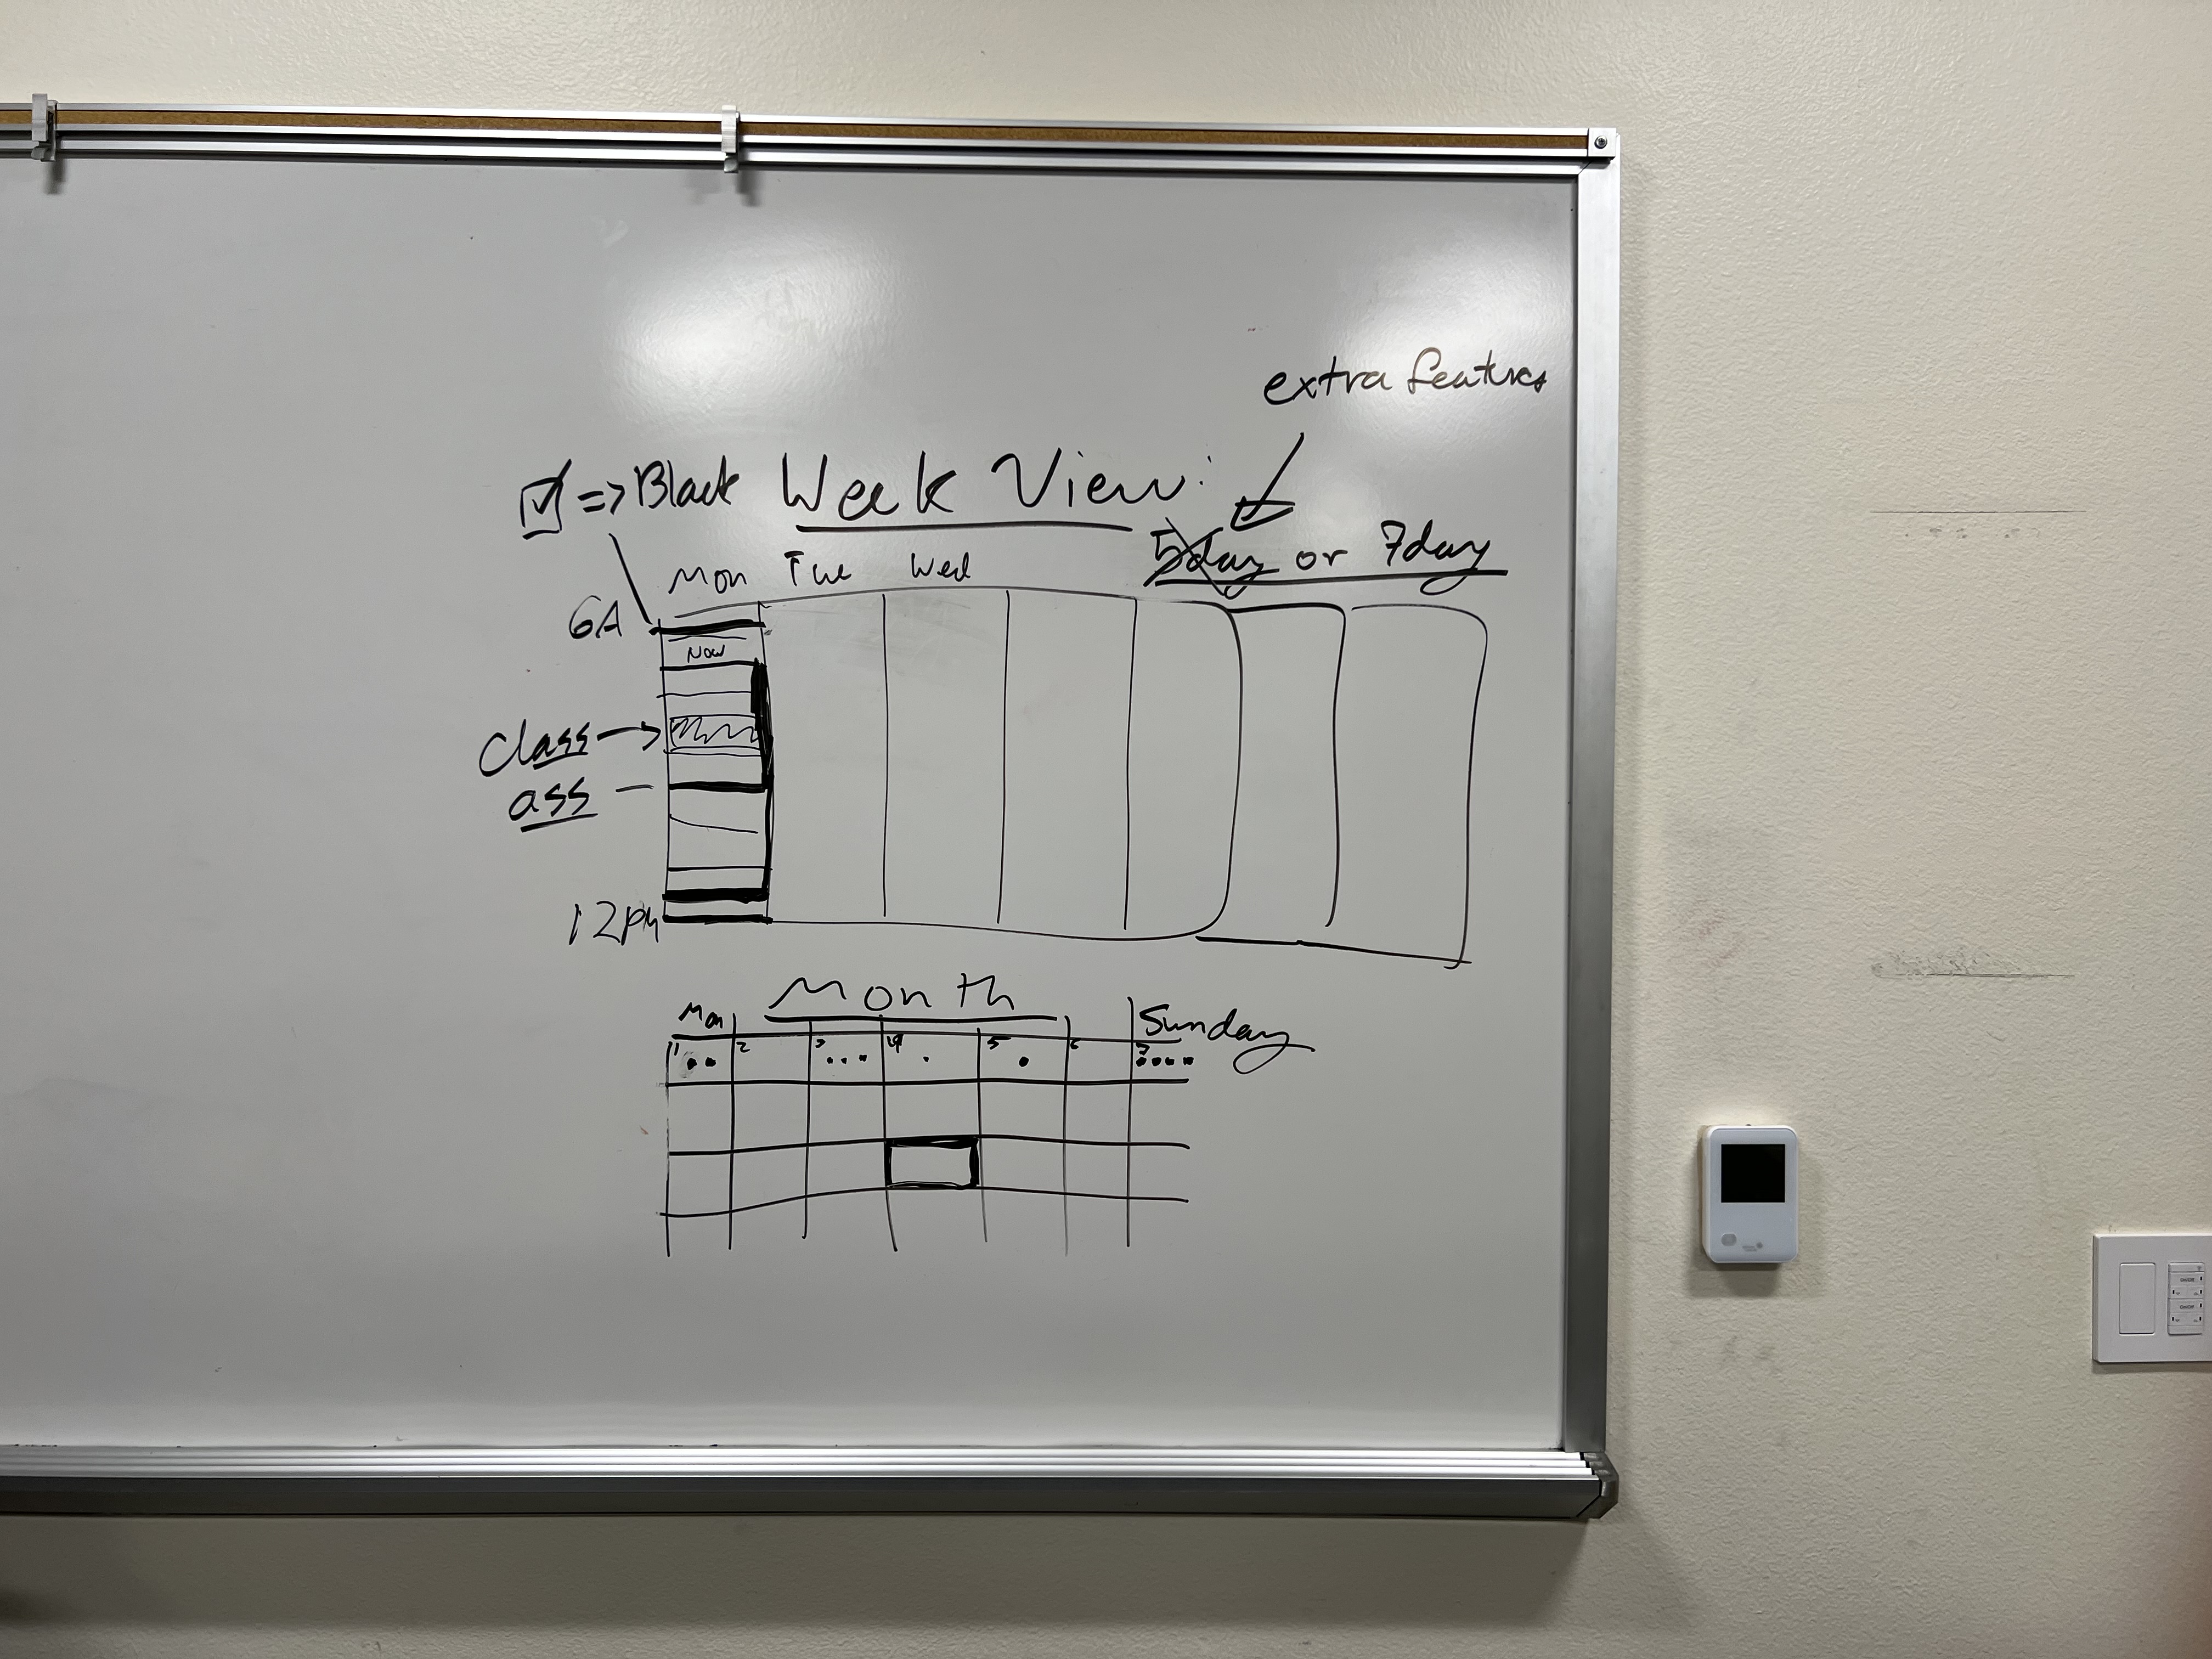 extra features
☑ => Black Week View:
5day or 7day
Mon Tue Wed
6A
Now
class →
ass —
12pm
Month
Mon Sunday
1 2 3 4 5 6 7